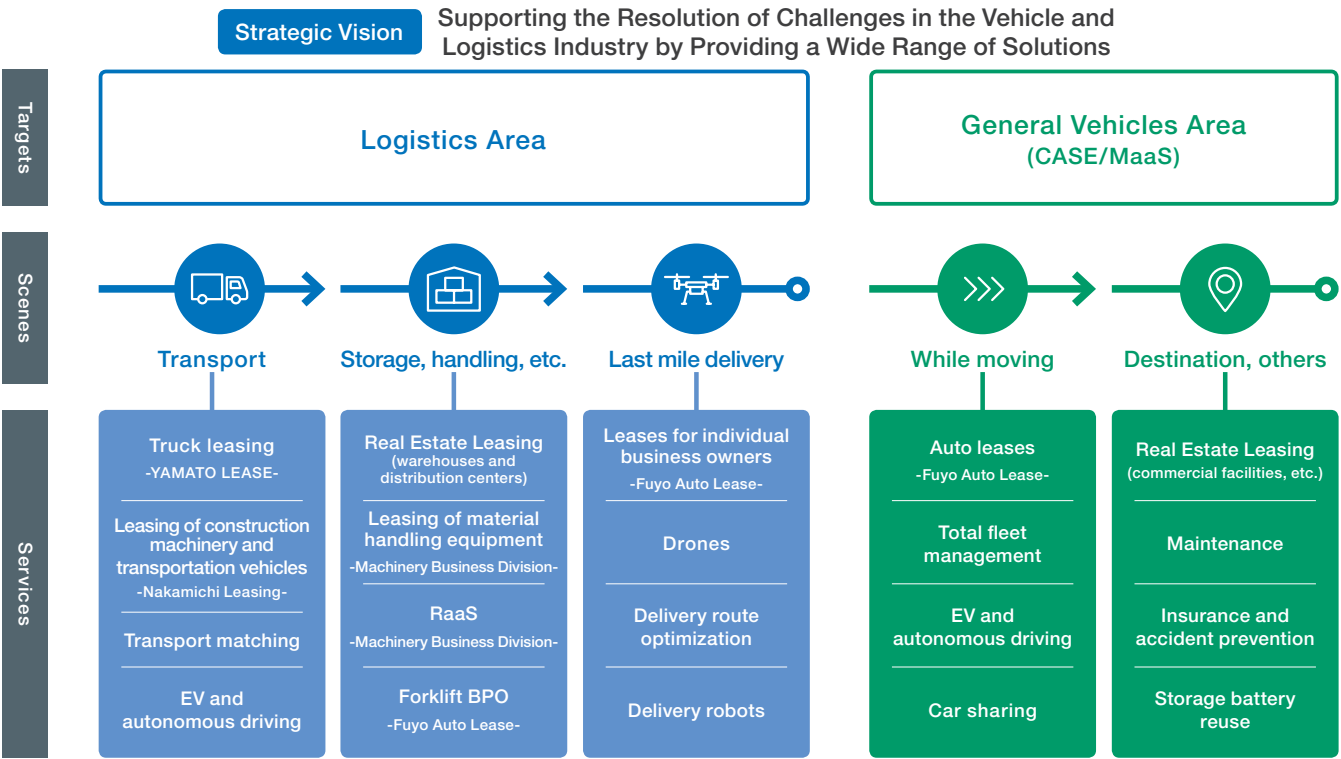 Strategic Vision
Supporting the Resolution of Challenges in the Vehicle and
Logistics Industry by Providing a Wide Range of Solutions
Targets
Logistics Area
General Vehicles Area
(CASE/MaaS)
Scenes
Transport
Storage, handling, etc.
Last mile delivery
While moving
Destination, others
Services
Truck leasing
-YAMATO LEASE-
Leasing of construction
machinery and
transportation vehicles
-Nakamichi Leasing-
Transport matching
EV and
autonomous driving
Real Estate Leasing
(warehouses and
distribution centers)
Leasing of material
handling equipment
-Machinery Business Division-
RaaS
-Machinery Business Division-
Forklift BPO
-Fuyo Auto Lease-
Leases for individual
business owners
-Fuyo Auto Lease-
Drones
Delivery route
optimization
Delivery robots
Auto leases
-Fuyo Auto Lease-
Total fleet
management
EV and
autonomous driving
Car sharing
Real Estate Leasing
(commercial facilities, etc.)
Maintenance
Insurance and
accident prevention
Storage battery
reuse